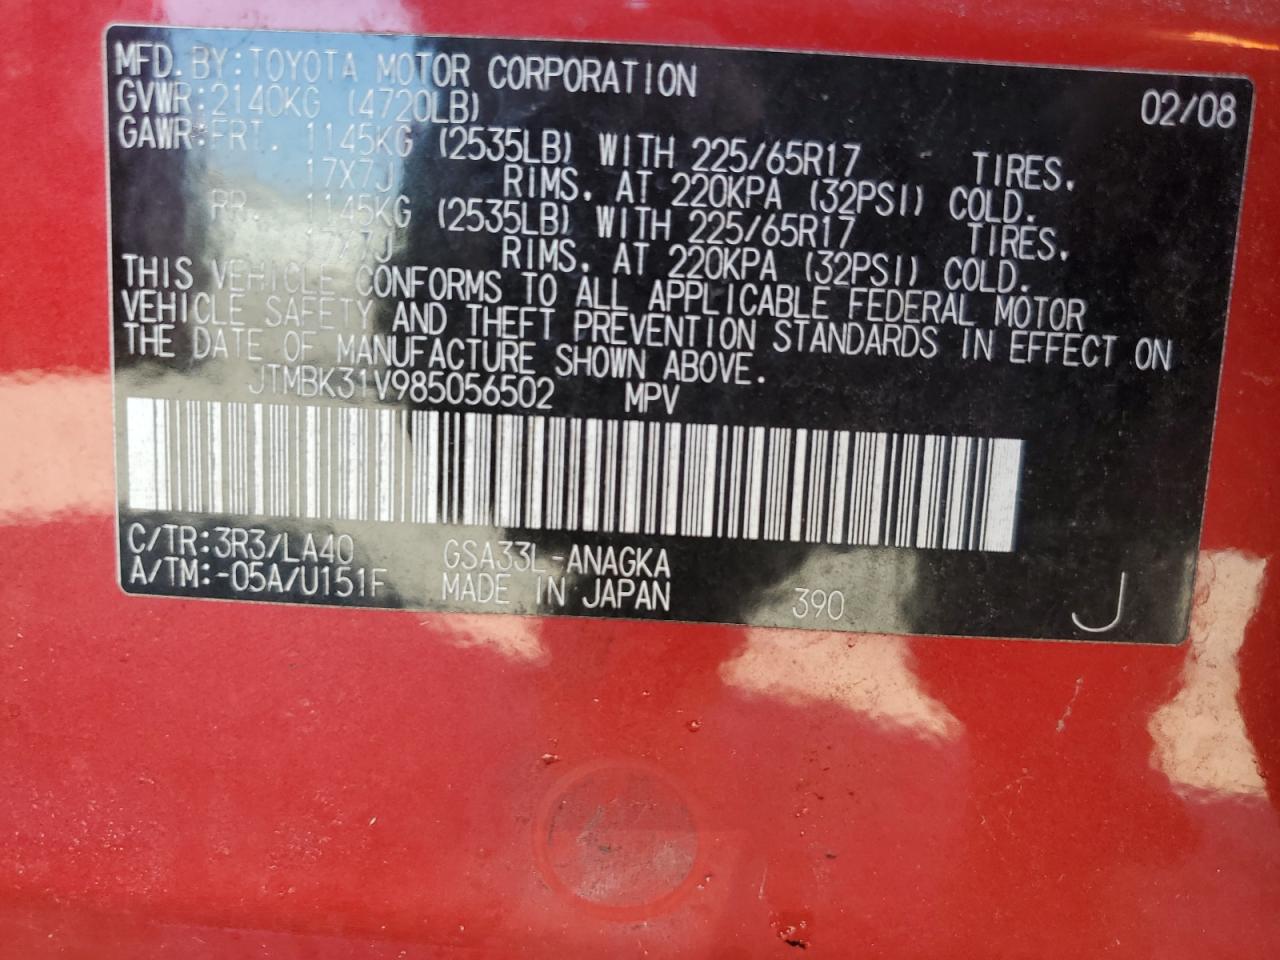 MFD. BY: TOYOTA MOTOR CORPORATION 02/08
GVWR: 2140KG (4720LB)
GAWR: FRT. 1145KG (2535LB) WITH 225/65R17 TIRES.
17X7J RIMS. AT 220KPA (32PSI) COLD.
RR. 1145KG (2535LB) WITH 225/65R17 TIRES.
17X7J RIMS. AT 220KPA (32PSI) COLD.
THIS VEHICLE CONFORMS TO ALL APPLICABLE FEDERAL MOTOR
VEHICLE SAFETY AND THEFT PREVENTION STANDARDS IN EFFECT ON
THE DATE OF MANUFACTURE SHOWN ABOVE.
JTMBK31V985056502 MPV
C/TR: 3R3/LA40 GSA33L-ANAGKA
A/TM: -05A/U151F MADE IN JAPAN 390 J